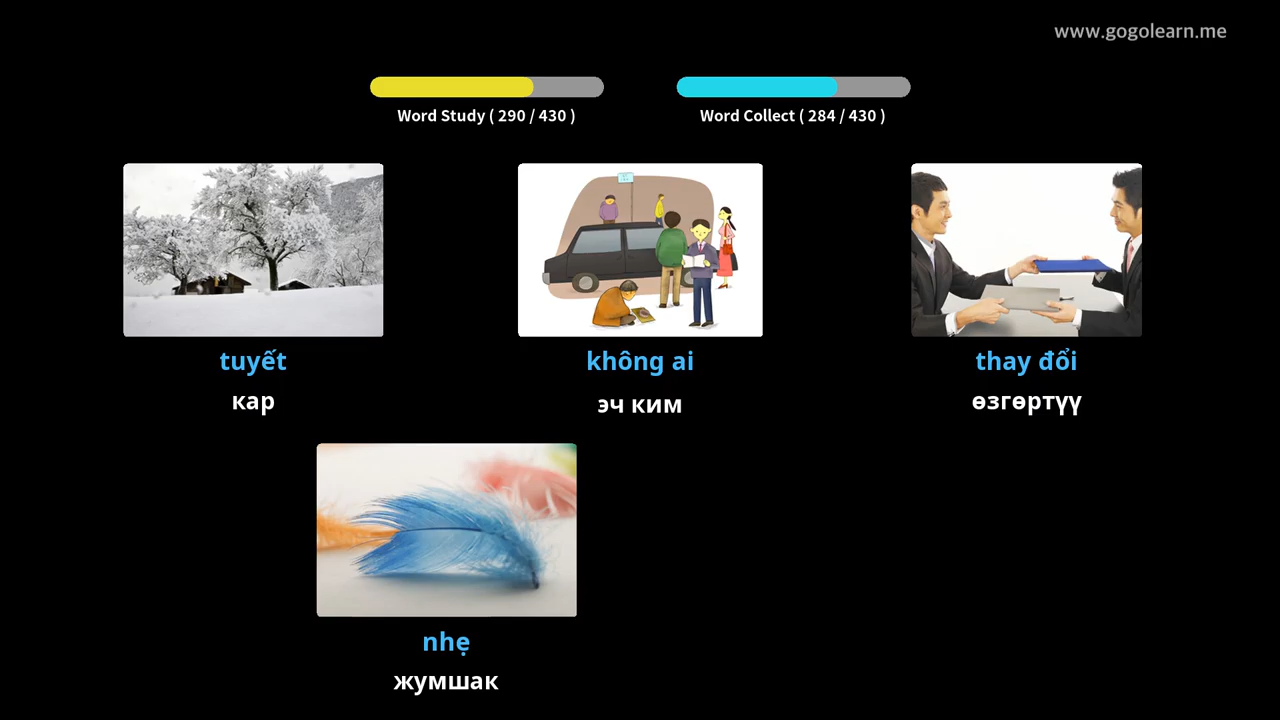 www.gogolearn.me
Word Study ( 290 / 430 )
Word Collect ( 284 / 430 )
tuyết
кар
không ai
эч ким
thay đổi
өзгөртүү
nhẹ
жумшак